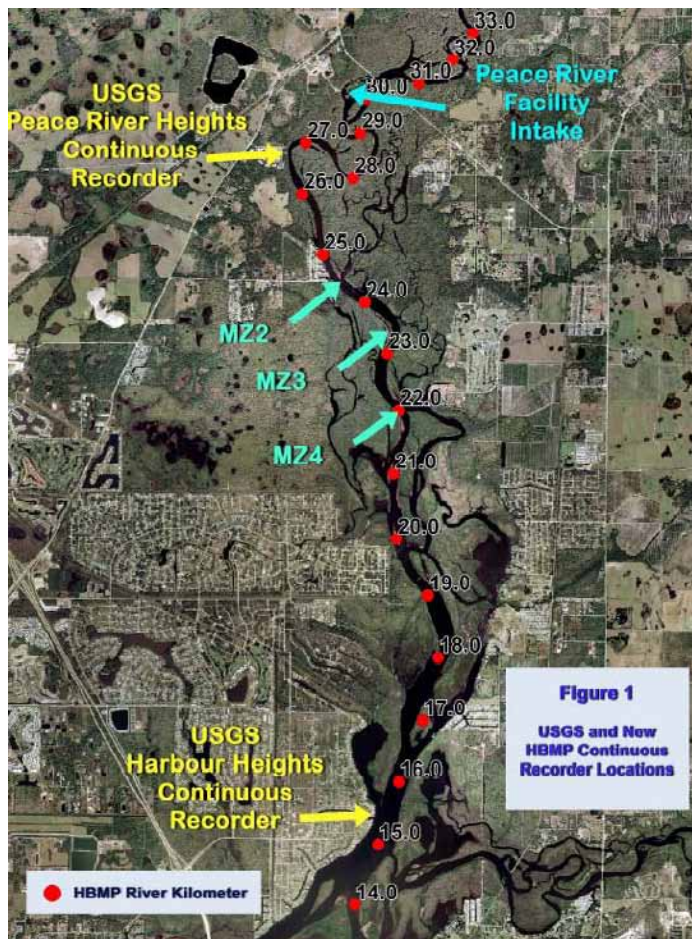 33.0
32.0
31.0
30.0
Peace River
Facility
Intake
USGS
Peace River Heights
Continuous
Recorder
29.0
27.0
28.0
26.0
25.0
24.0
MZ2
23.0
MZ3
22.0
MZ4
21.0
20.0
19.0
18.0
17.0
Figure 1
USGS and New
HBMP Continuous
Recorder Locations
USGS
Harbour Heights
Continuous
Recorder
16.0
15.0
14.0
HBMP River Kilometer